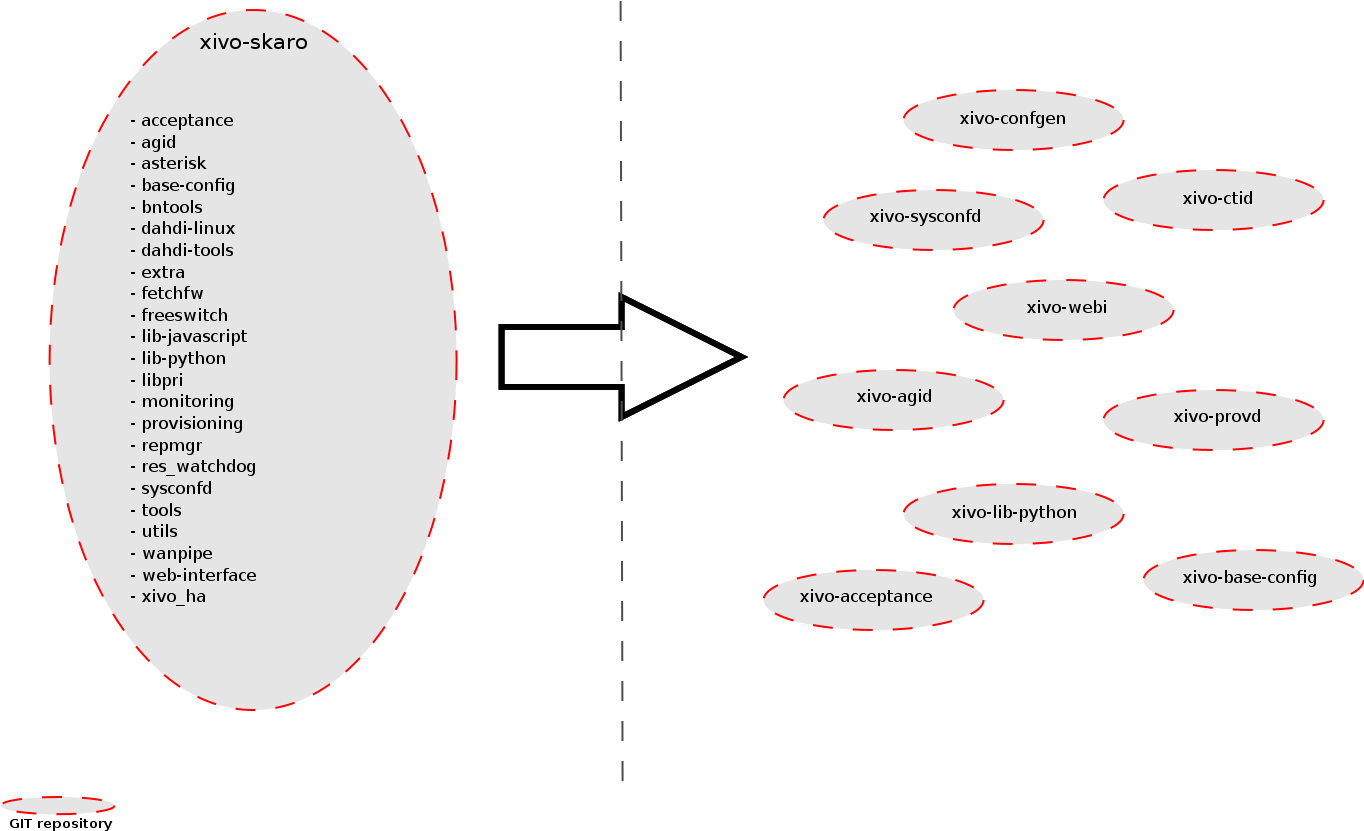 xivo-skaro
- acceptance
- agid
- asterisk
- base-config
- bntools
- dahdi-linux
- dahdi-tools
- extra
- fetchfw
- freeswitch
- lib-javascript
- lib-python
- libpri
- monitoring
- provisioning
- repmgr
- res_watchdog
- sysconfd
- tools
- utils
- wanpipe
- web-interface
- xivo_ha
xivo-confgen
xivo-ctid
xivo-sysconfd
xivo-webi
xivo-agid
xivo-provd
xivo-lib-python
xivo-base-config
xivo-acceptance
GIT repository